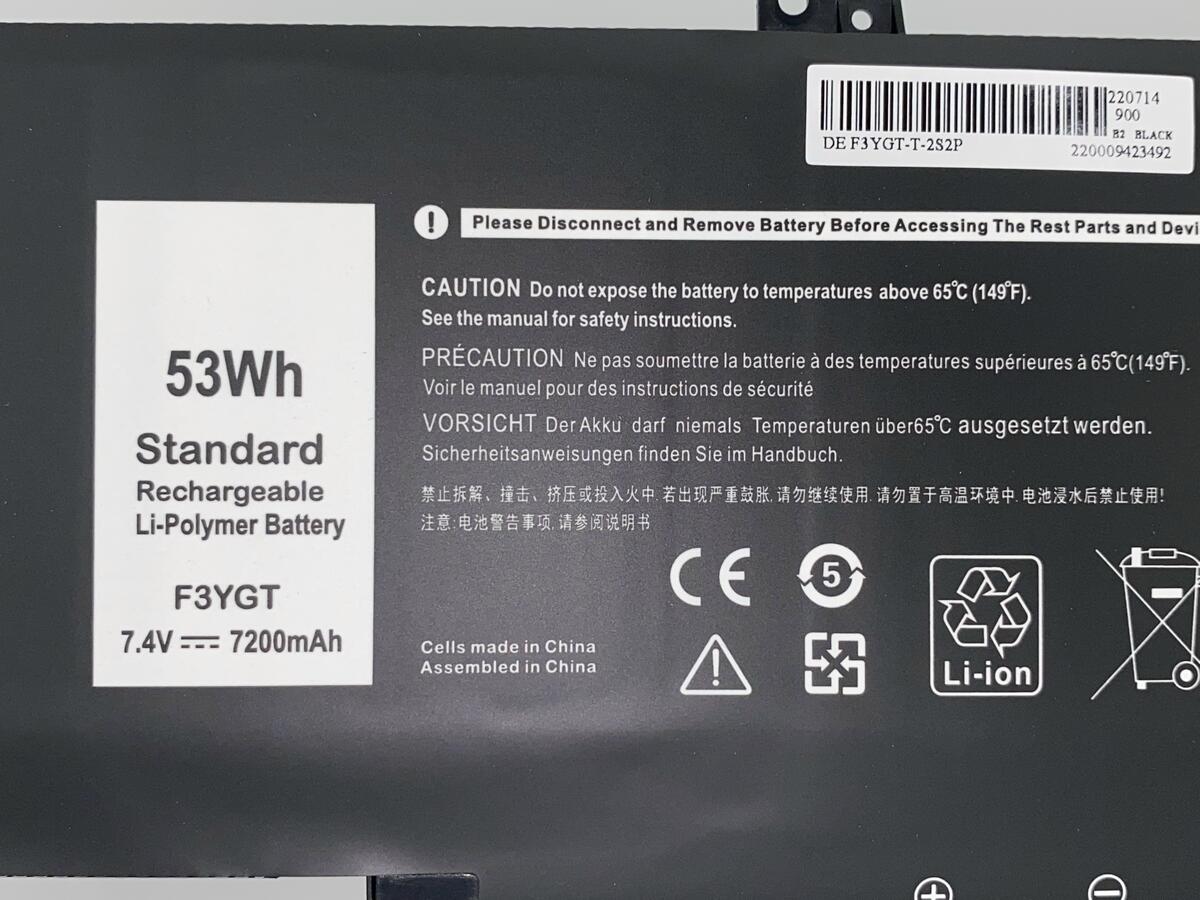 220714
900
B2 BLACK
DE F3YGT-T-2S2P
220009423492
! Please Disconnect and Remove Battery Before Accessing The Rest Parts and Devi
CAUTION Do not expose the battery to temperatures above 65℃ (149℉).
See the manual for safety instructions.
PRÉCAUTION Ne pas soumettre la batterie à des temperatures supérieures à 65℃(149℉).
Voir le manuel pour des instructions de sécurité
VORSICHT Der Akku darf niemals Temperaturen über65℃ ausgesetzt werden.
Sicherheitsanweisungen finden Sie im Handbuch.
禁止拆解、撞击、挤压或投入火中.若出现严重鼓胀,请勿继续使用.请勿置于高温环境中.电池浸水后禁止使用!
注意:电池警告事项,请参阅说明书
53Wh
Standard
Rechargeable
Li-Polymer Battery
F3YGT
7.4V 7200mAh
Cells made in China
Assembled in China
CE
5
Li-ion